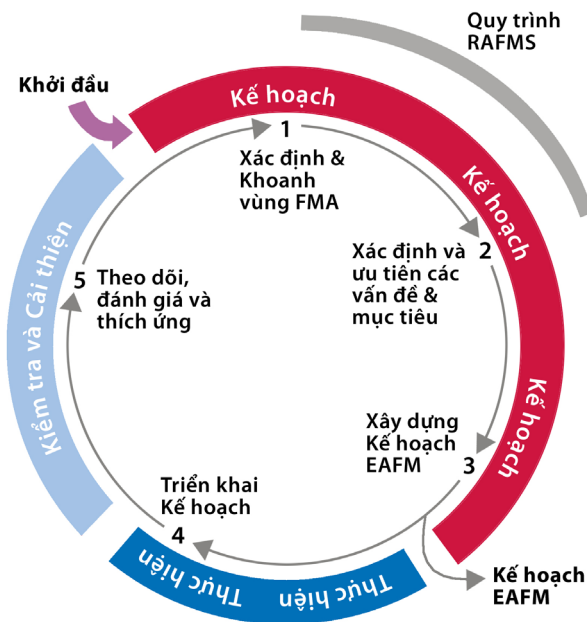 Quy trình
RAFMS
Khởi đầu
Kế hoạch
1
Xác định &
Khoanh
vùng FMA
Kế hoạch
2
Xác định và
ưu tiên các
vấn đề &
mục tiêu
Kế hoạch
3
Xây dựng
Kế hoạch
EAFM
Kế hoạch
EAFM
Thực hiện
Thực hiện
4
Triển khai
Kế hoạch
Kiểm tra và Cải thiện
5
Theo dõi,
đánh giá và
thích ứng